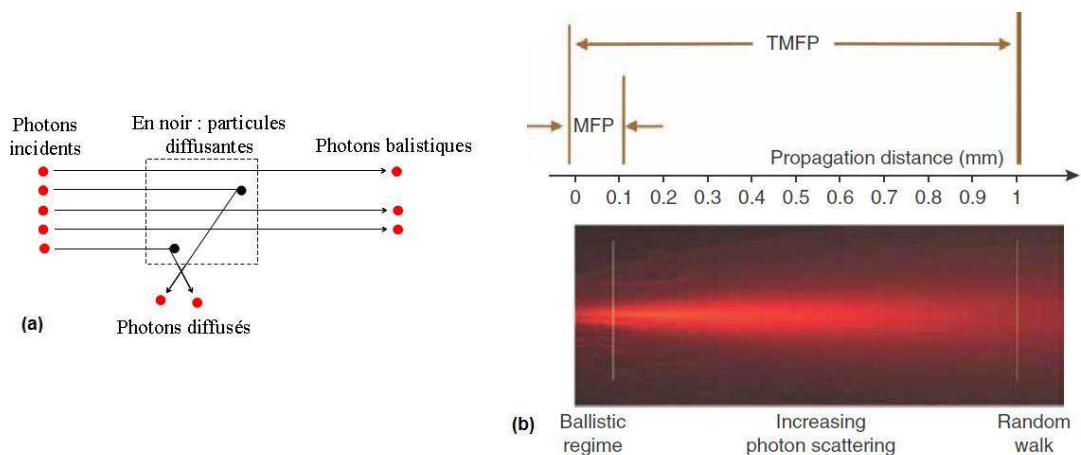 Photons
incidents
En noir : particules
diffusantes
Photons balistiques
Photons diffusés
(a)
TMFP
MFP
Propagation distance (mm)
0 0.1 0.2 0.3 0.4 0.5 0.6 0.7 0.8 0.9 1
(b)
Ballistic
regime
Increasing
photon scattering
Random
walk